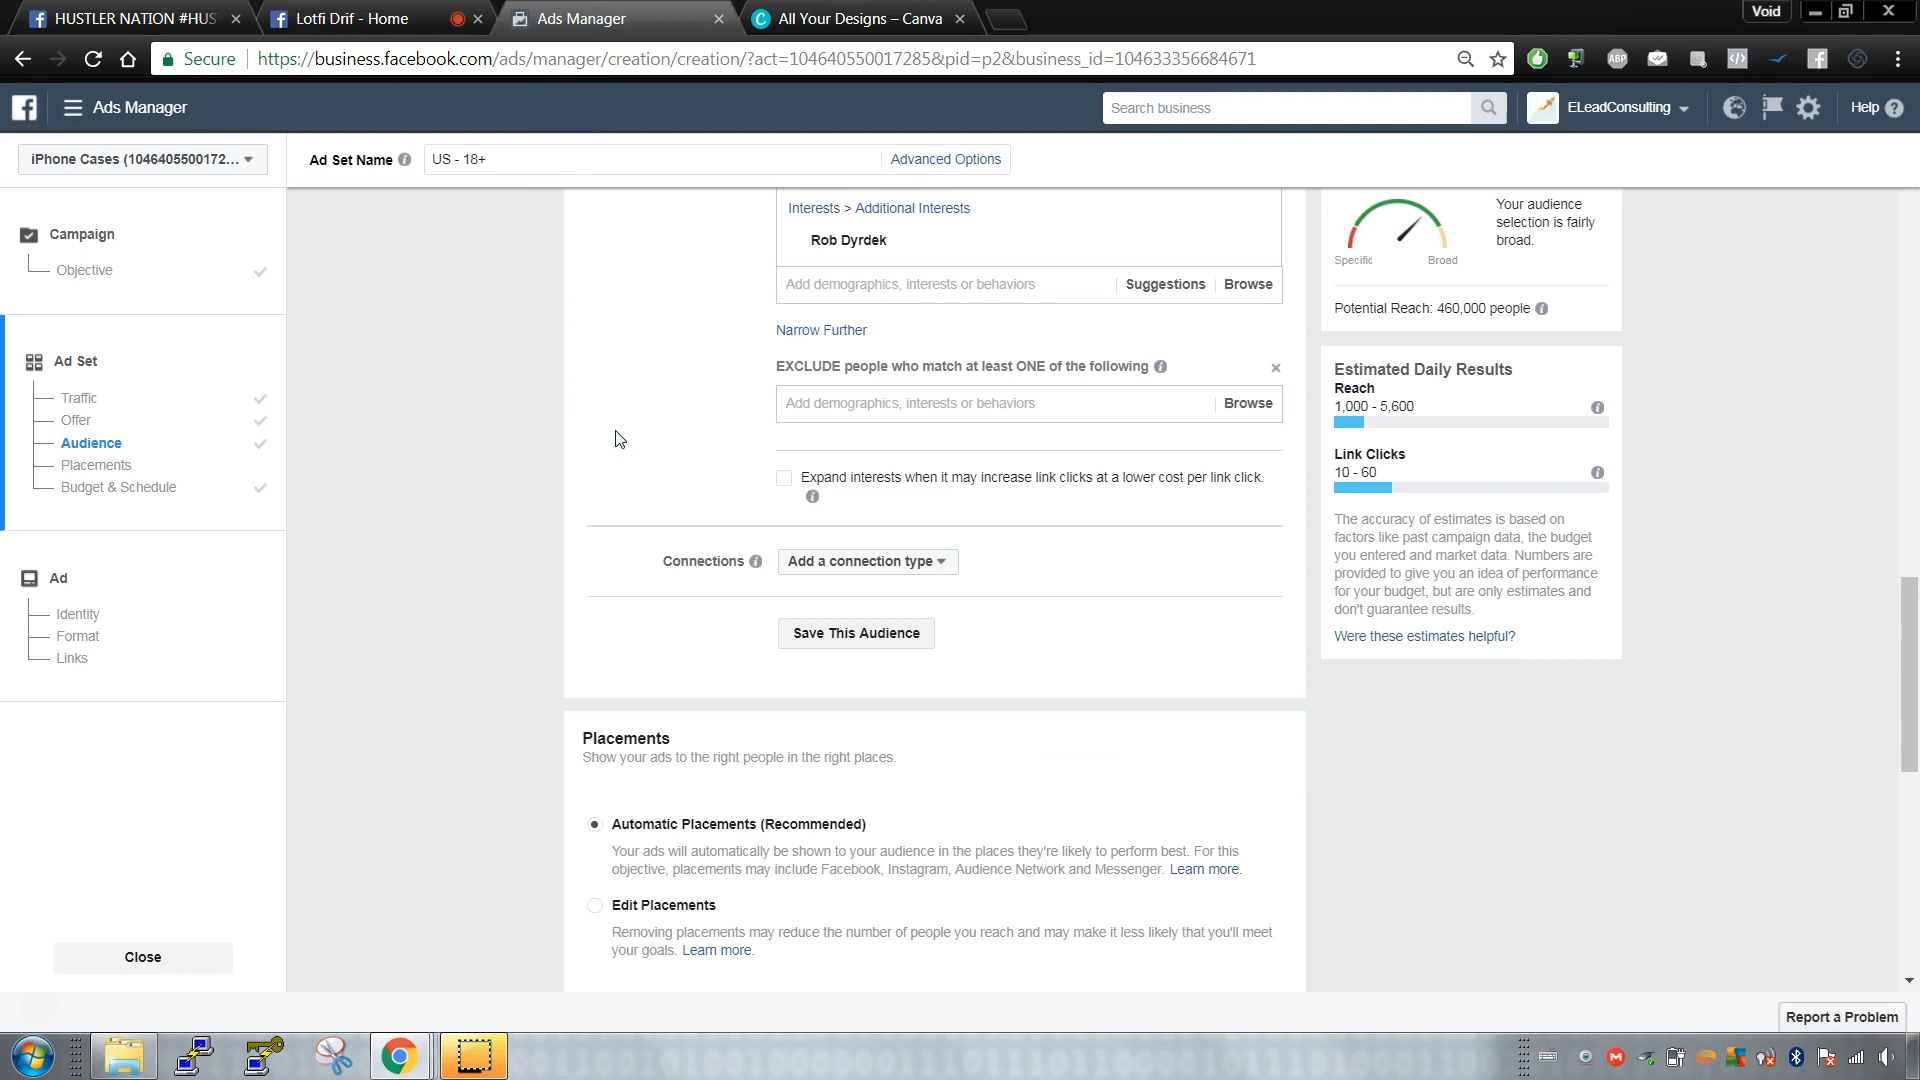 HUSTLER NATION #HUS
Lotfi Drif - Home
Ads Manager
All Your Designs – Canva
Void
Secure
https://business.facebook.com/ads/manager/creation/creation/?act=104640550017285&pid=p2&business_id=104633356684671
Ads Manager
Search business
ELeadConsulting
Help
iPhone Cases (1046405500172...
Ad Set Name
US - 18+
Advanced Options
Campaign
Objective
Ad Set
Traffic
Offer
Audience
Placements
Budget & Schedule
Ad
Identity
Format
Links
Close
Interests > Additional Interests
Rob Dyrdek
Add demographics, interests or behaviors
Suggestions
Browse
Narrow Further
EXCLUDE people who match at least ONE of the following
Add demographics, interests or behaviors
Browse
Expand interests when it may increase link clicks at a lower cost per link click.
Connections
Add a connection type
Save This Audience
Placements
Show your ads to the right people in the right places.
Automatic Placements (Recommended)
Your ads will automatically be shown to your audience in the places they're likely to perform best. For this
objective, placements may include Facebook, Instagram, Audience Network and Messenger. Learn more.
Edit Placements
Removing placements may reduce the number of people you reach and may make it less likely that you'll meet
your goals. Learn more.
Specific
Broad
Your audience
selection is fairly
broad.
Potential Reach: 460,000 people
Estimated Daily Results
Reach
1,000 - 5,600
Link Clicks
10 - 60
The accuracy of estimates is based on
factors like past campaign data, the budget
you entered and market data. Numbers are
provided to give you an idea of performance
for your budget, but are only estimates and
don't guarantee results.
Were these estimates helpful?
Report a Problem